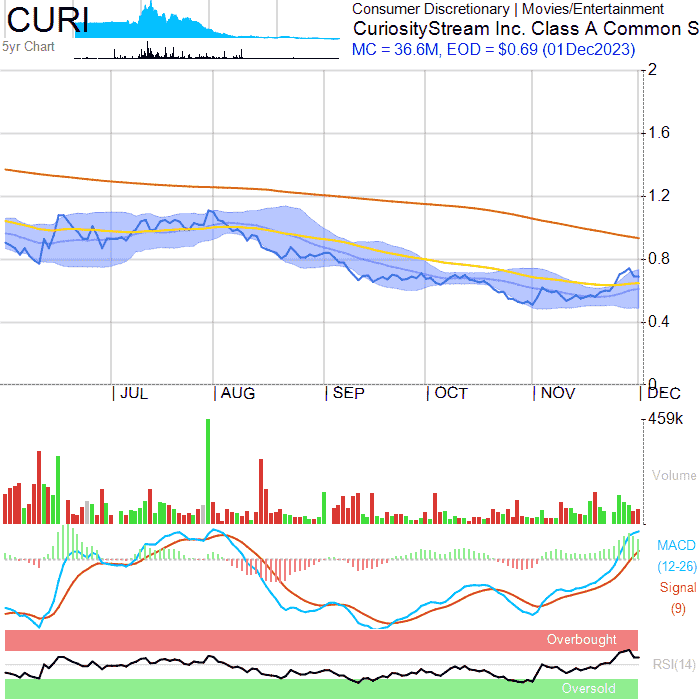 CURI
5yr Chart
Consumer Discretionary | Movies/Entertainment
CuriosityStream Inc. Class A Common S
MC = 36.6M, EOD = $0.69 (01Dec2023)
2
1.6
1.2
0.8
0.4
0
| JUL | AUG | SEP | OCT | NOV | DEC
459k
Volume
MACD
(12-26)
Signal
(9)
Overbought
RSI(14)
Oversold